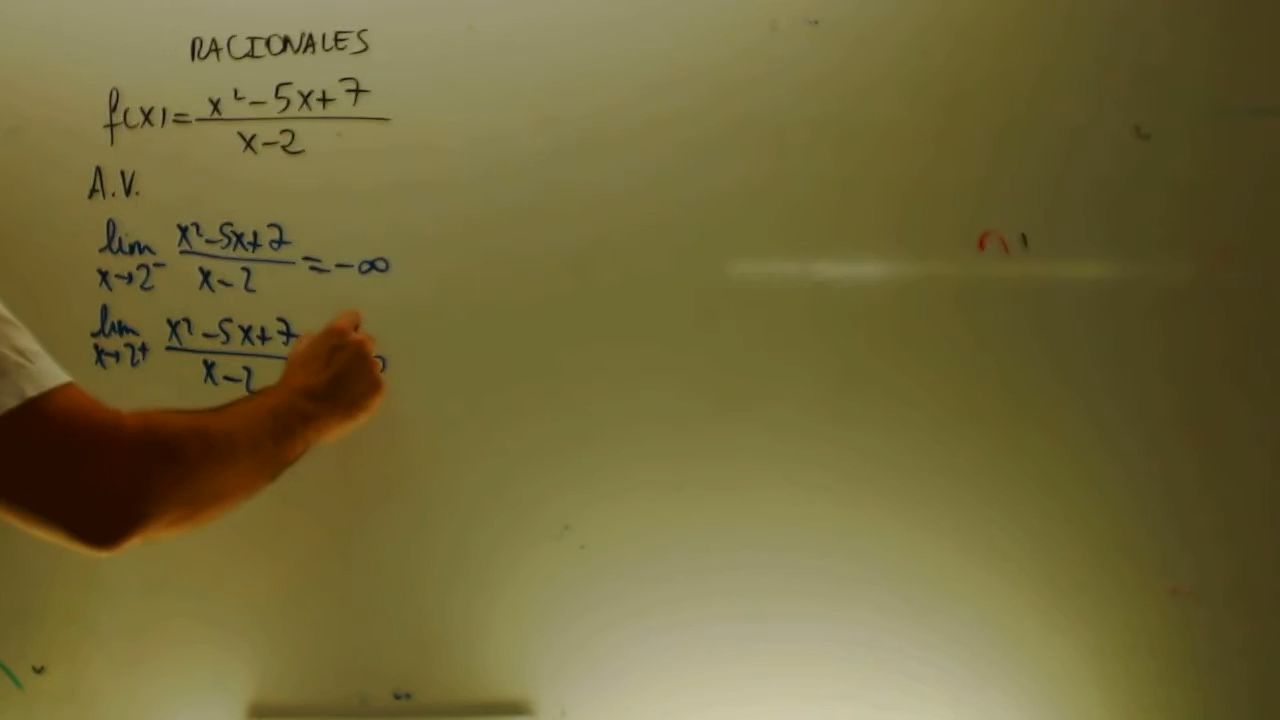 RACIONALES
f(x) = (x² - 5x + 7)/(x - 2)
A.V.
lim x→2⁻ (x² - 5x + 7)/(x - 2) = -∞
lim x→2⁺ (x² - 5x + 7)/(x - 2)